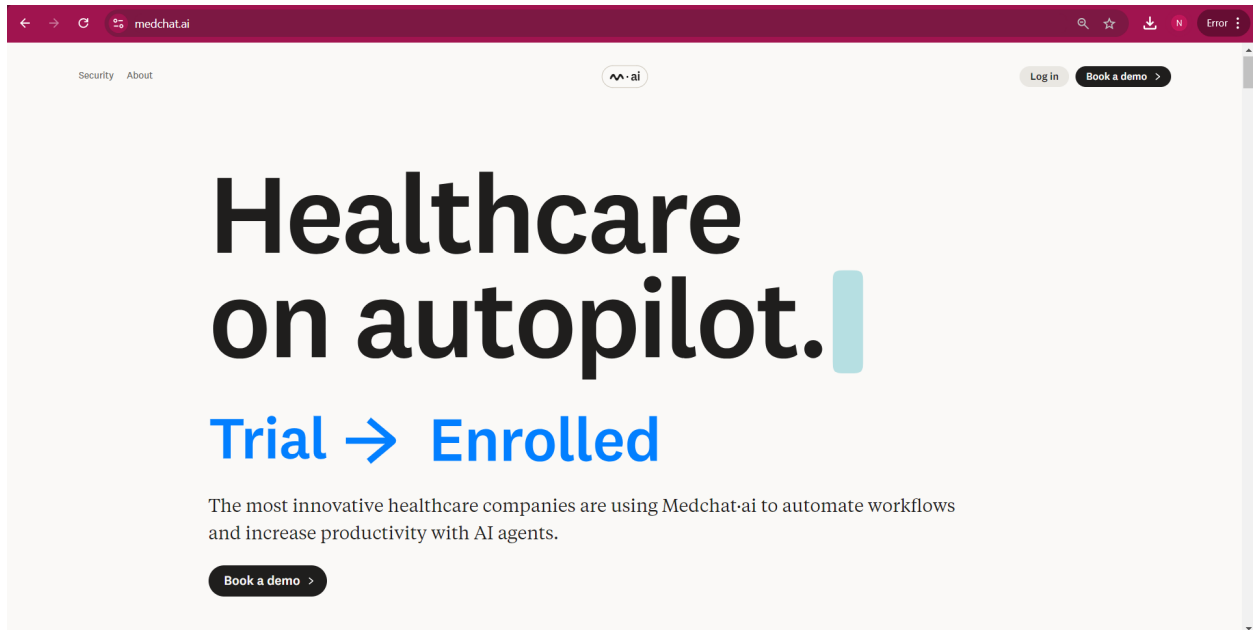 medchat.ai
N
Error
Security About
·ai
Log in
Book a demo
Healthcare
on autopilot.
Trial → Enrolled
The most innovative healthcare companies are using Medchat·ai to automate workflows
and increase productivity with AI agents.
Book a demo